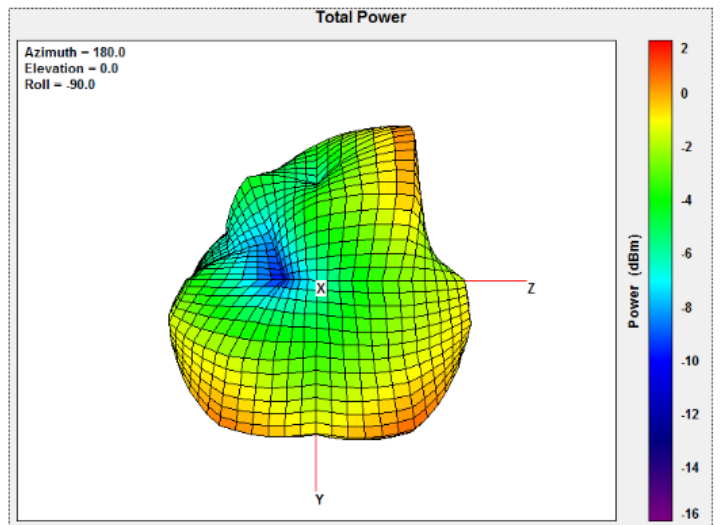 Total Power
Azimuth = 180.0
Elevation = 0.0
Roll = -90.0
X
Z
Y
2
0
-2
-4
-6
-8
-10
-12
-14
-16
Power (dBm)